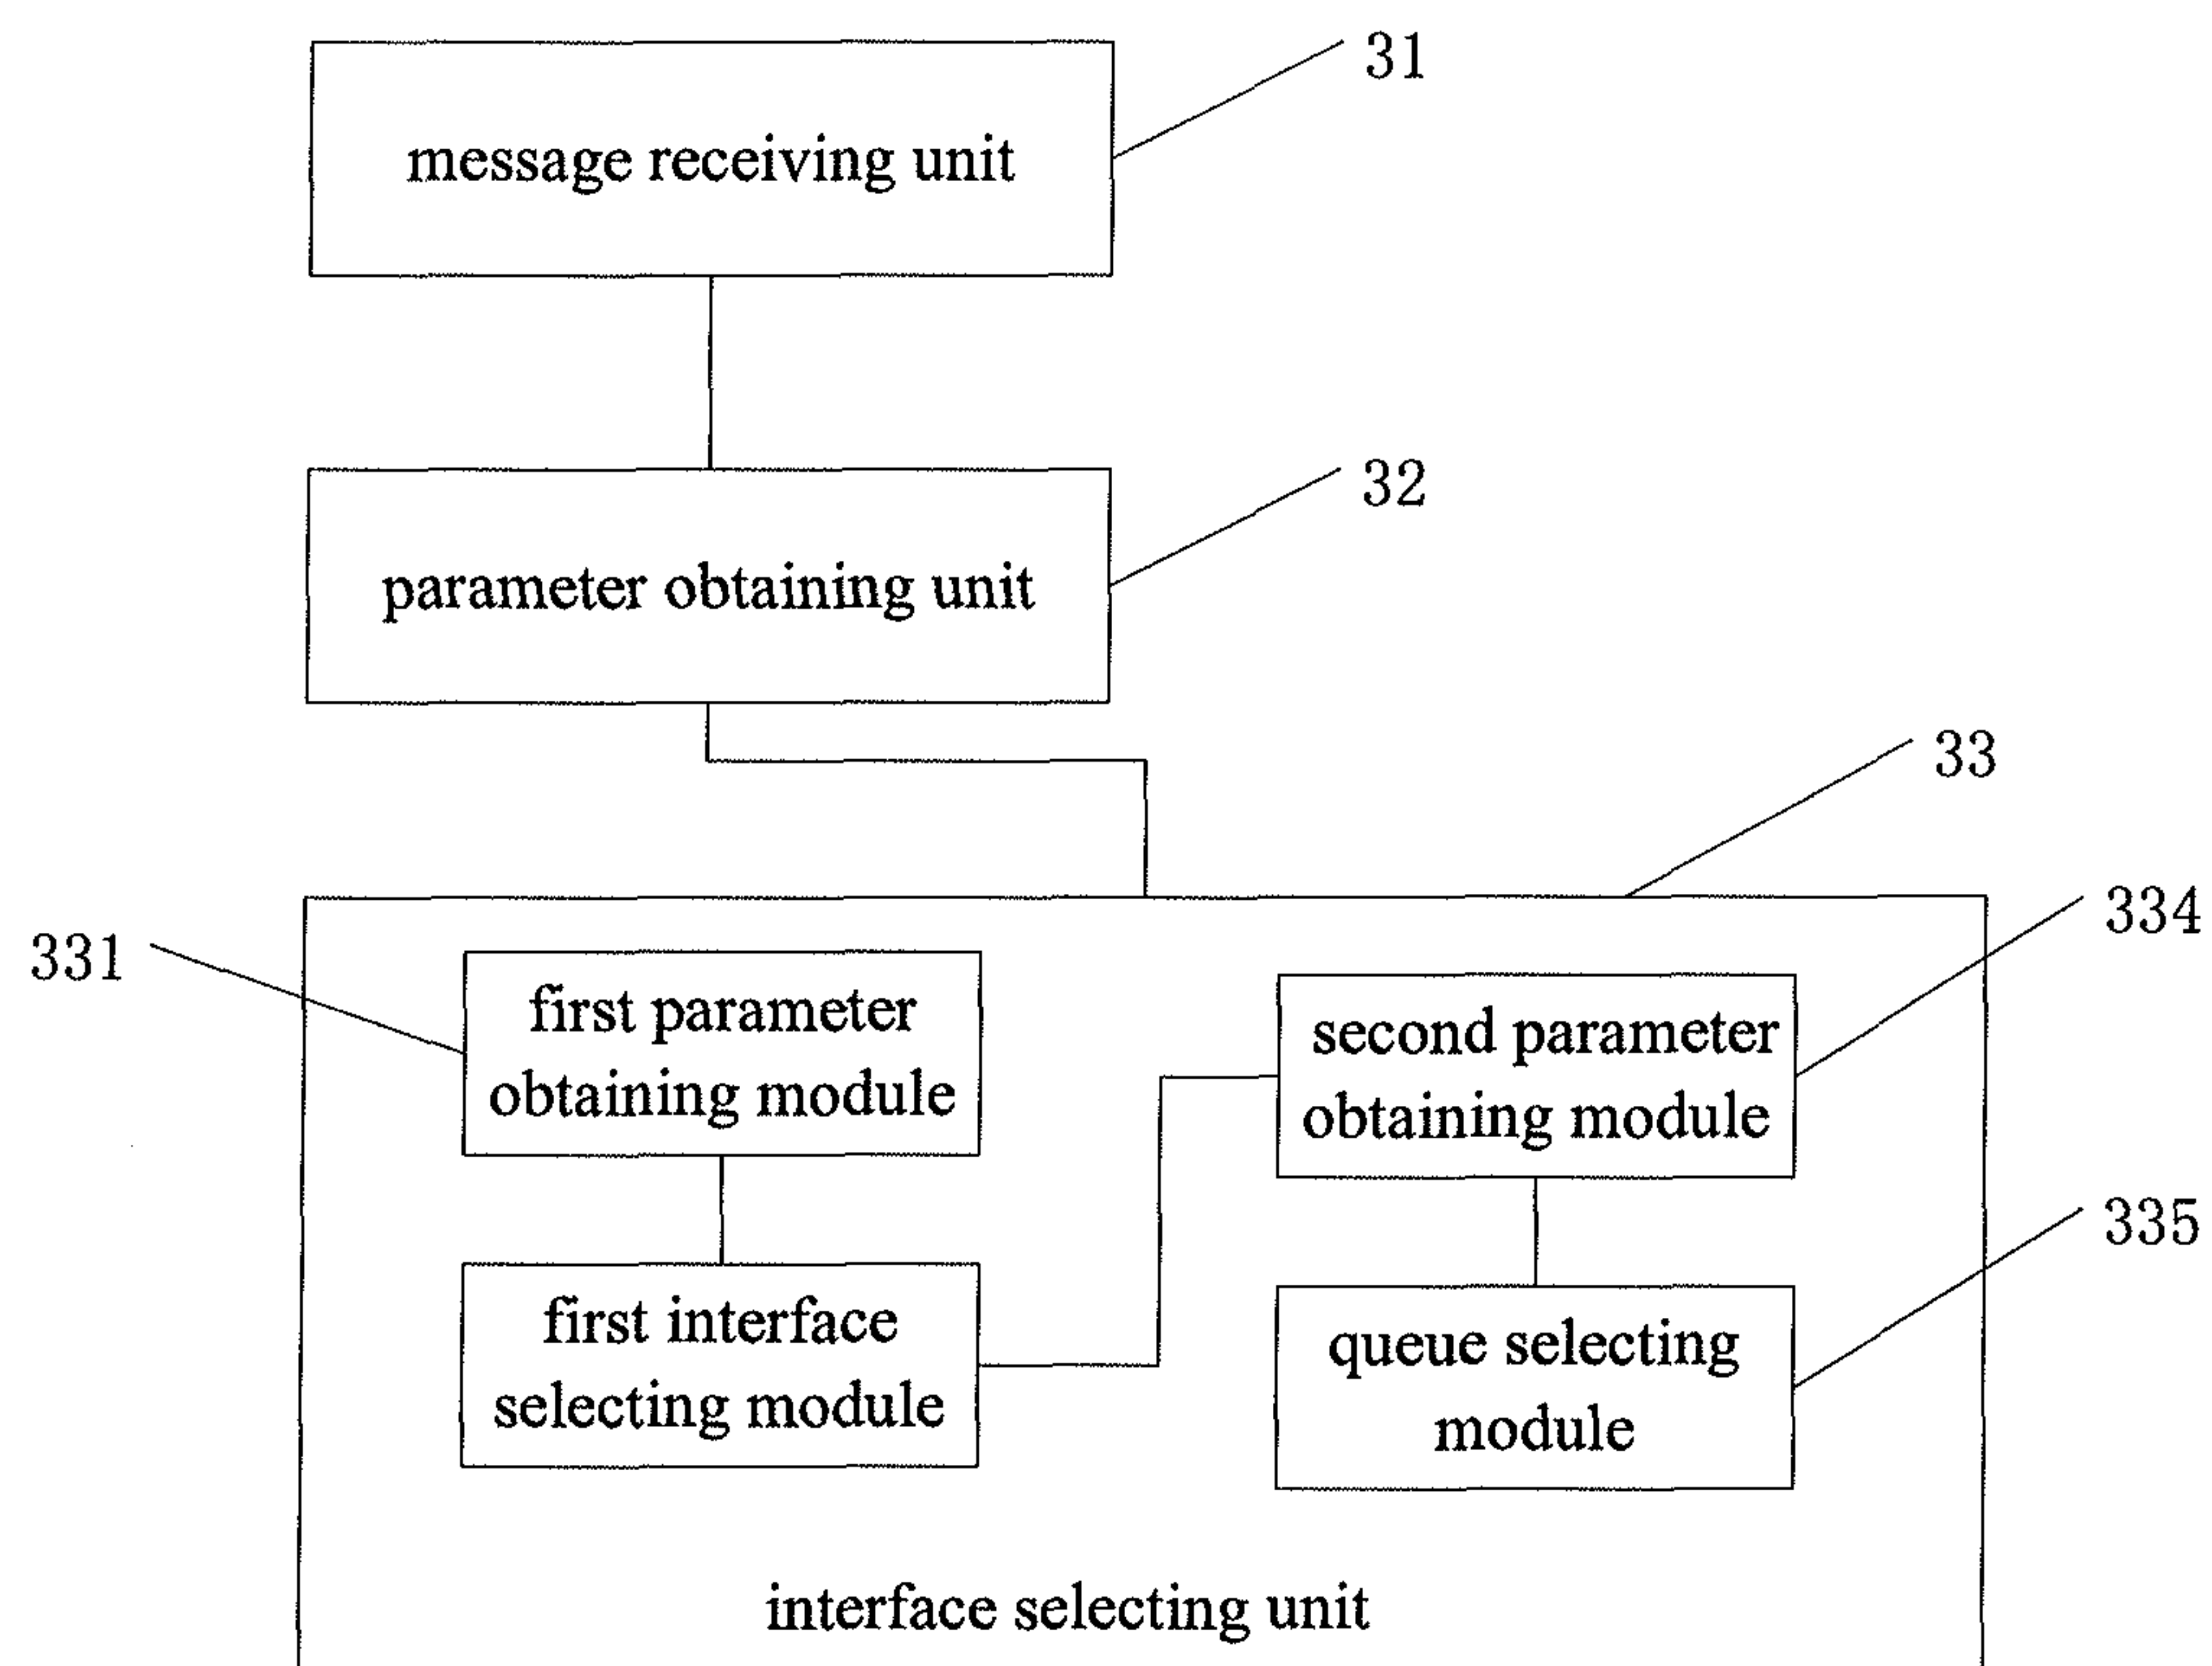 31
message receiving unit
32
parameter obtaining unit
33
334
331
first parameter
obtaining module
second parameter
obtaining module
335
first interface
selecting module
queue selecting
module
interface selecting unit